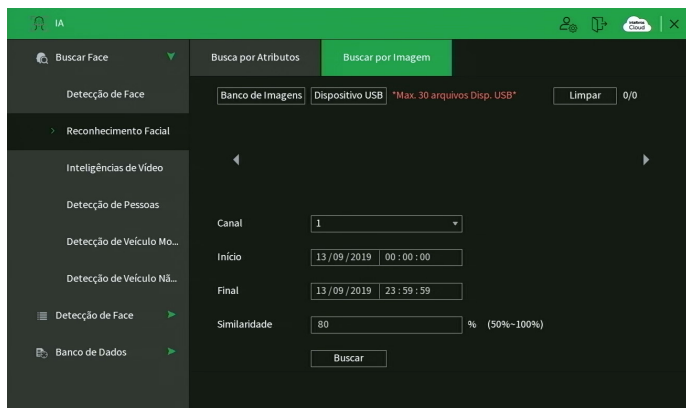 IA
intelbras Cloud
Buscar Face
Busca por Atributos
Buscar por Imagem
Detecção de Face
Banco de Imagens
Dispositivo USB
*Max. 30 arquivos Disp. USB*
Limpar
0/0
Reconhecimento Facial
Inteligências de Vídeo
Detecção de Pessoas
Canal
1
Detecção de Veículo Mo...
Início
13/09/2019 00:00:00
Detecção de Veículo Nã...
Final
13/09/2019 23:59:59
Detecção de Face
Similaridade
80
% (50%~100%)
Banco de Dados
Buscar